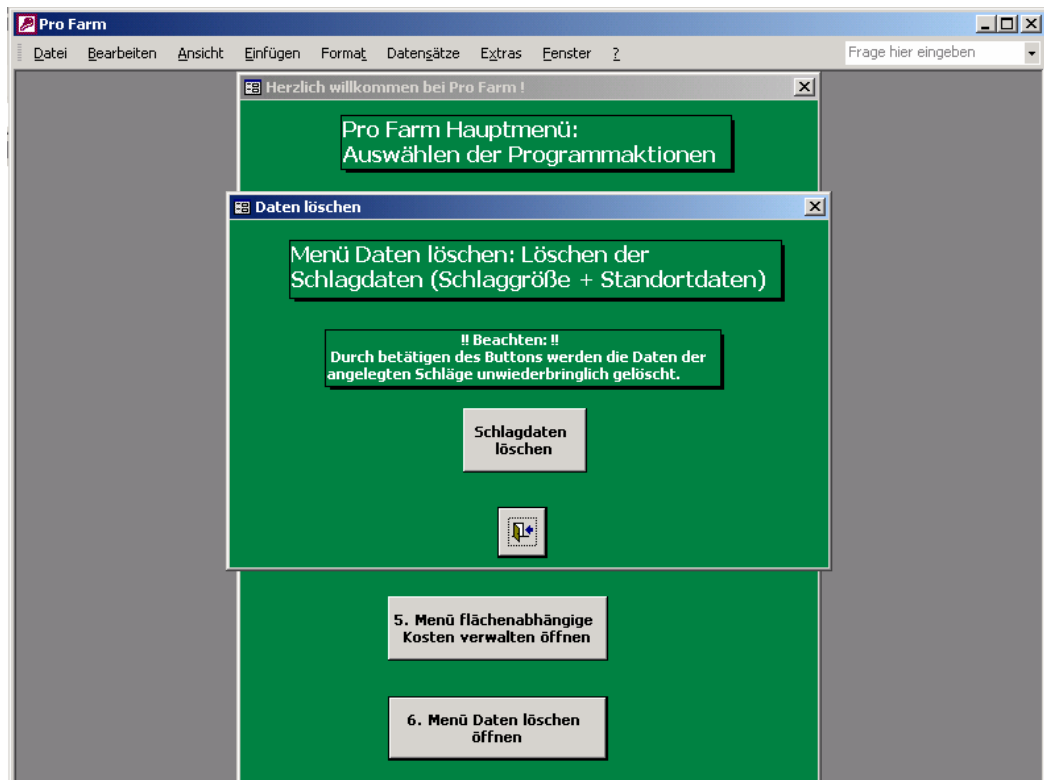 Pro Farm
Datei Bearbeiten Ansicht Einfügen Format Datensätze Extras Fenster ?
Frage hier eingeben
Herzlich willkommen bei Pro Farm !
Pro Farm Hauptmenü:
Auswählen der Programmaktionen
Daten löschen
Menü Daten löschen: Löschen der
Schlagdaten (Schlaggröße + Standortdaten)
!! Beachten: !!
Durch betätigen des Buttons werden die Daten der
angelegten Schläge unwiederbringlich gelöscht.
Schlagdaten
löschen
5. Menü flächenabhängige
Kosten verwalten öffnen
6. Menü Daten löschen
öffnen